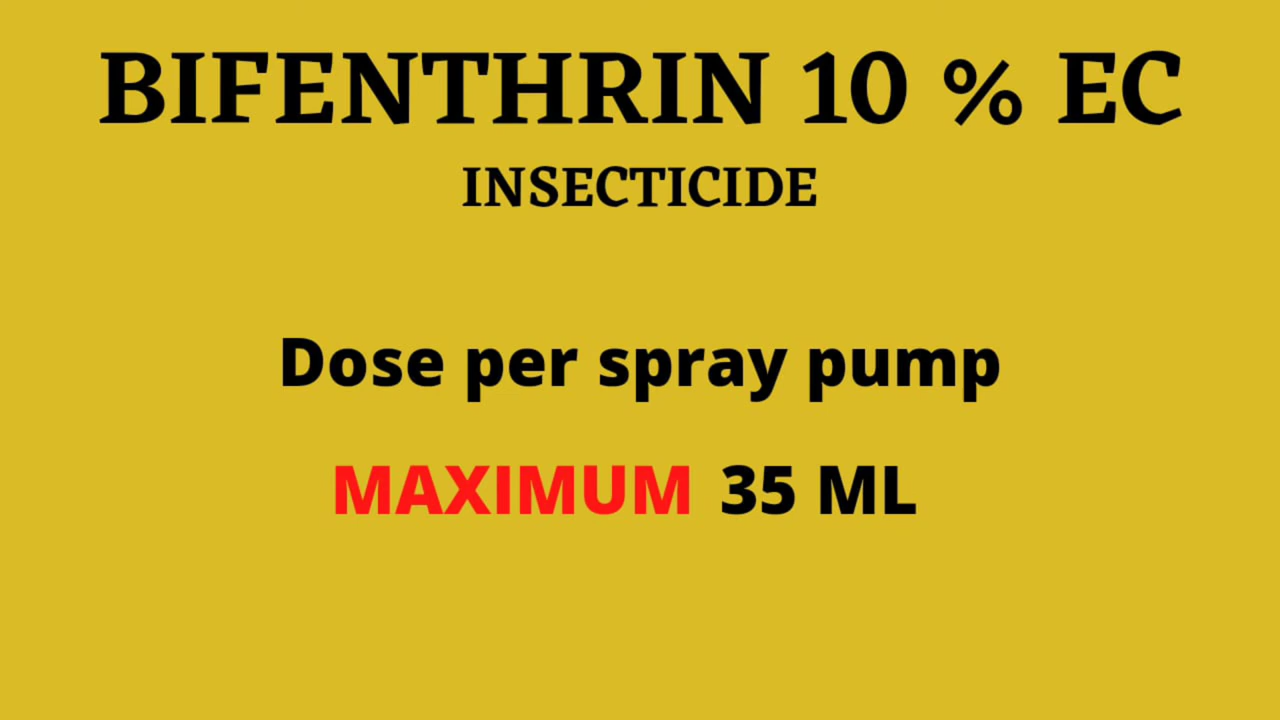 BIFENTHRIN 10 % EC
INSECTICIDE
Dose per spray pump
MAXIMUM 35 ML